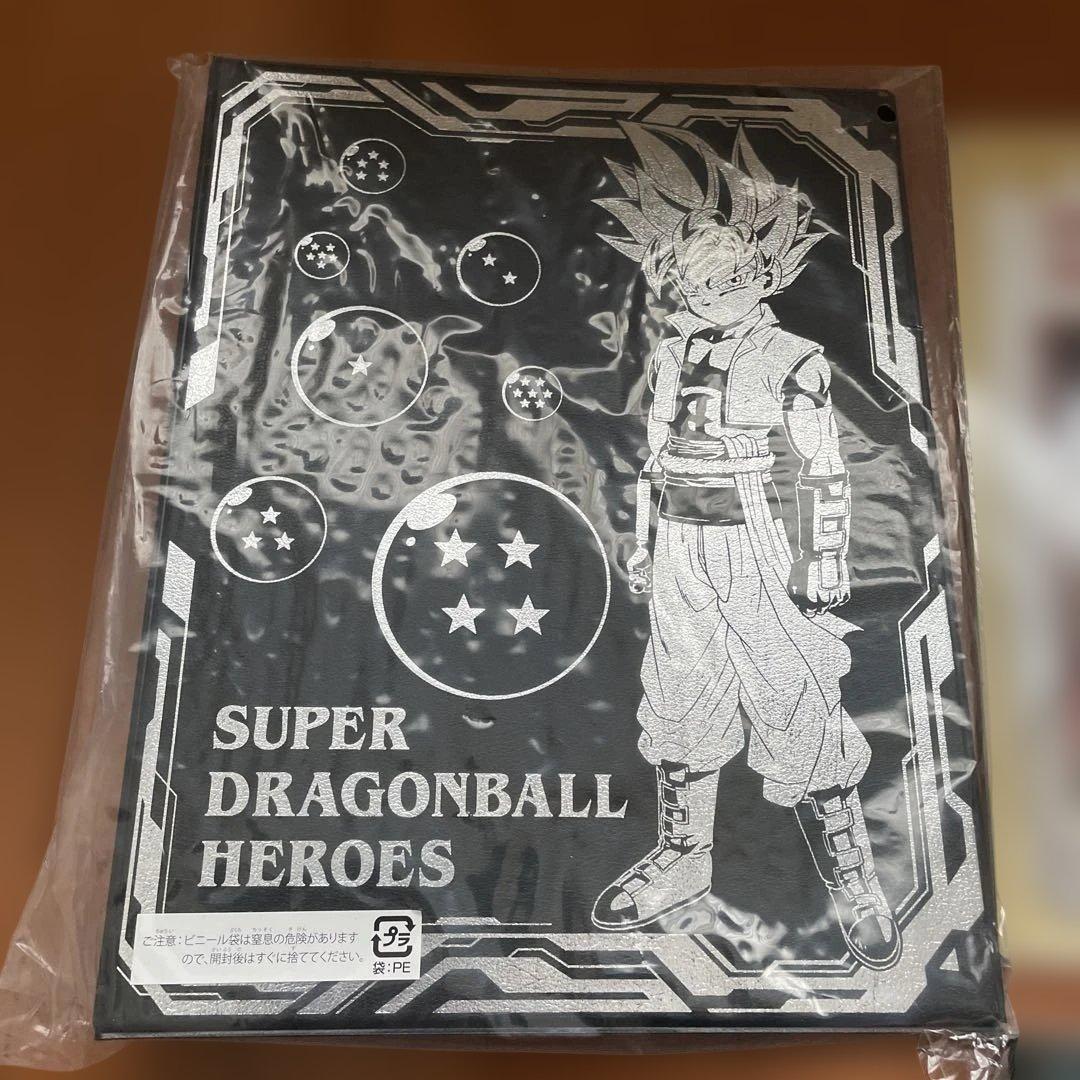 SUPER
DRAGONBALL
HEROES
ご注意：ビニール袋は窒息の危険があります
ので、開封後はすぐに捨ててください。
プラ
袋：PE